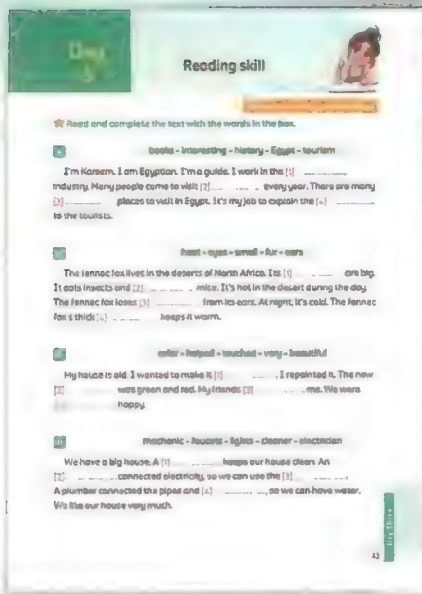 Day
Reading skill
Read and complete the text with the words in the box.
books - interesting - history - Egypt - tourism
I'm Kareem. I am Egyptian. I'm a guide. I work in the [1]
industry. Many people come to visit [2] every year. There are many
[3] places to visit in Egypt. It's my job to explain the [4]
to the tourists.
heat - eyes - small - fur - ears
The fennec fox lives in the deserts of North Africa. Its [1] are big.
It eats insects and [2] mice. It's hot in the desert during the day.
The fennec fox loses [3] from its ears. At night, it's cold. The fennec
fox's thick [4] keeps it warm.
color - helped - touched - very - beautiful
My house is old. I wanted to make it [1] . I repainted it. The new
[2] was green and red. My friends [3] me. We were
happy.
mechanic - faucets - lights - cleaner - electrician
We have a big house. A [1] keeps our house clean. An
[2] connected electricity, so we can use the [3]
A plumber connected the pipes and [4] , so we can have water.
We like our house very much.
43